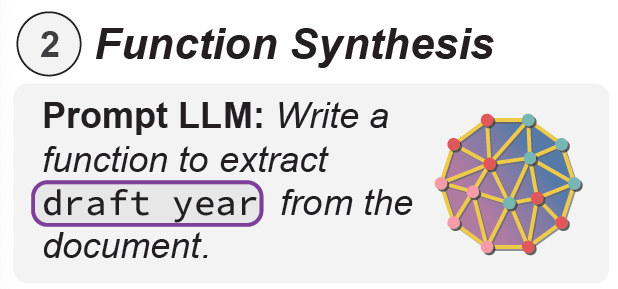 2 Function Synthesis
Prompt LLM: Write a
function to extract
draft year from the
document.